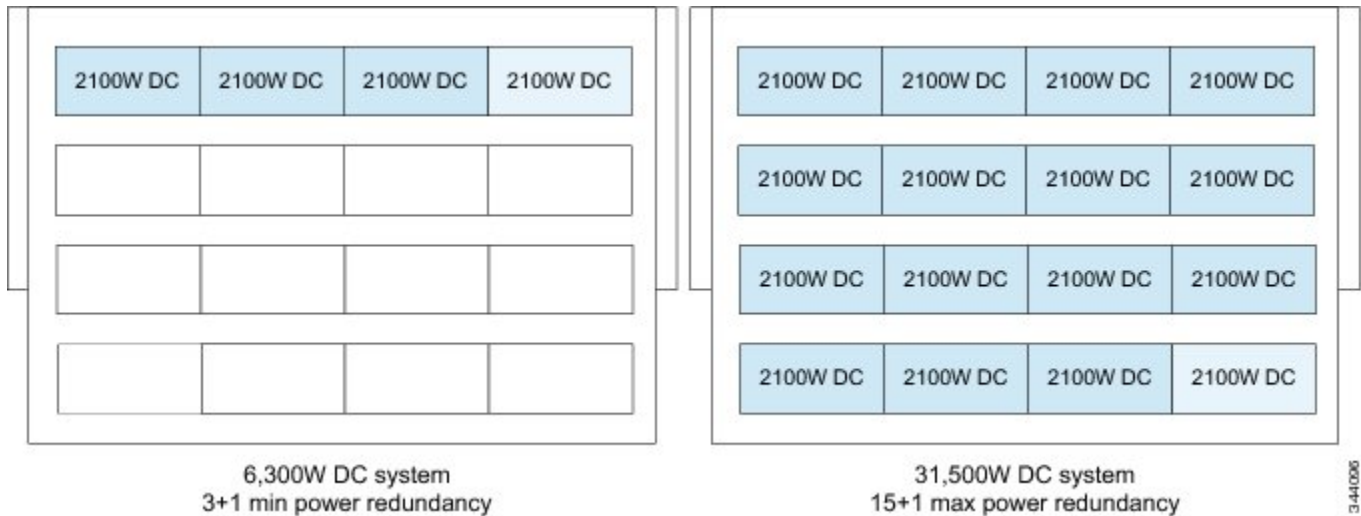 2100W DC 2100W DC 2100W DC 2100W DC
6,300W DC system
3+1 min power redundancy
2100W DC 2100W DC 2100W DC 2100W DC
2100W DC 2100W DC 2100W DC 2100W DC
2100W DC 2100W DC 2100W DC 2100W DC
2100W DC 2100W DC 2100W DC 2100W DC
31,500W DC system
15+1 max power redundancy
344096